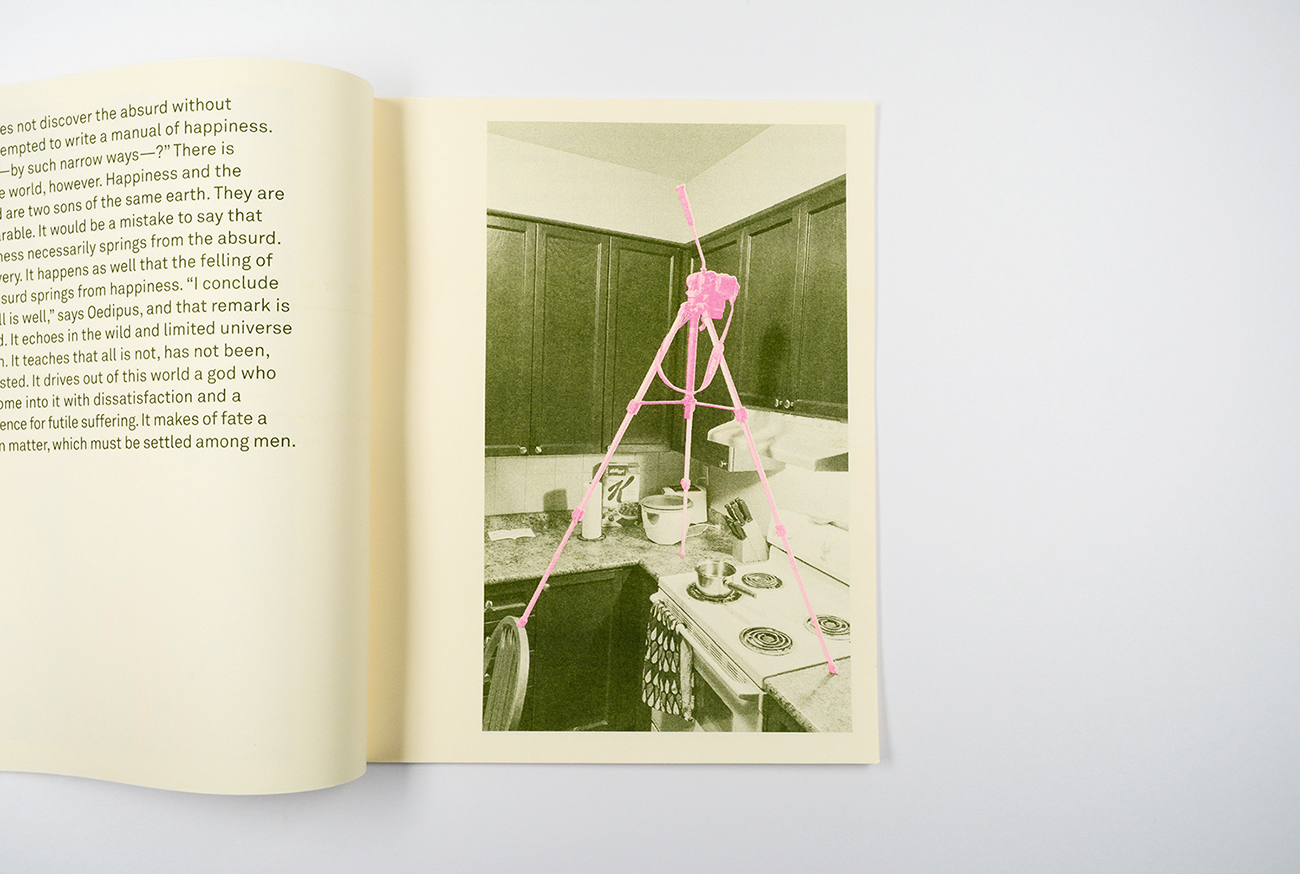 es not discover the absurd without
empted to write a manual of happiness.
—by such narrow ways—?” There is
e world, however. Happiness and the
d are two sons of the same earth. They are
rable. It would be a mistake to say that
ness necessarily springs from the absurd.
very. It happens as well that the felling of
surd springs from happiness. “I conclude
ll is well,” says Oedipus, and that remark is
d. It echoes in the wild and limited universe
n. It teaches that all is not, has not been,
sted. It drives out of this world a god who
ome into it with dissatisfaction and a
ence for futile suffering. It makes of fate a
n matter, which must be settled among men.
K